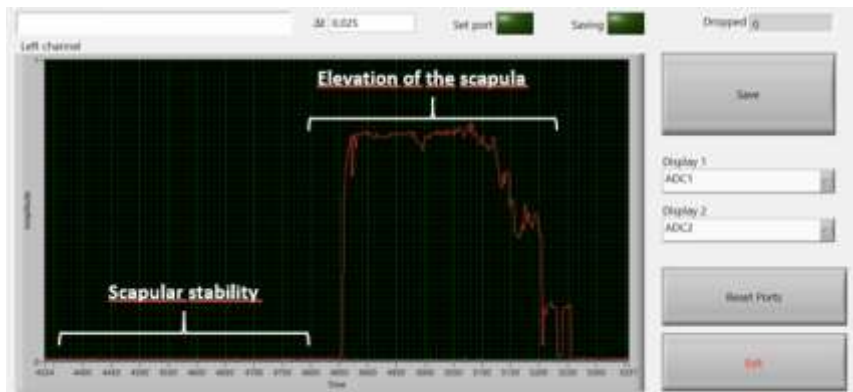 Δt 0.025
Set port
Saving
Dropped 0
Left channel
Elevation of the scapula
Save
Display 1
ADC1
Display 2
ADC2
Scapular stability
Reset Ports
Exit
Amplitude
Time